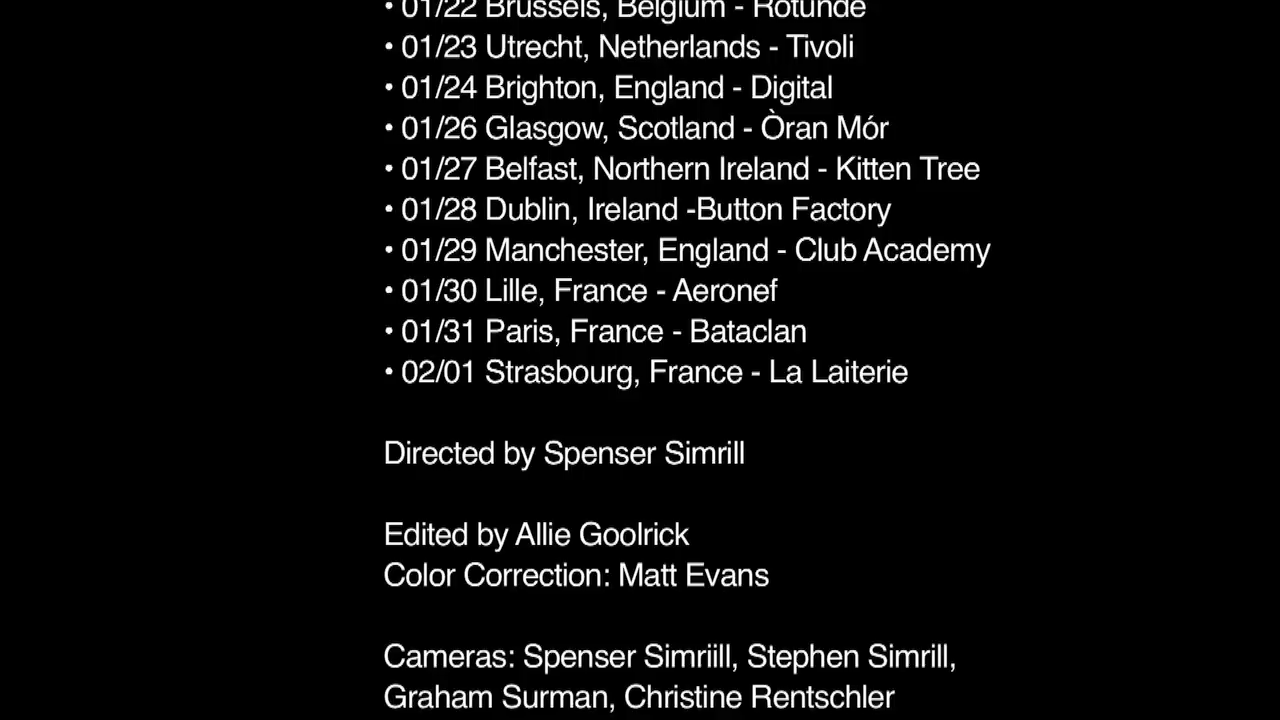 • 01/22 Brussels, Belgium - Rotunde
• 01/23 Utrecht, Netherlands - Tivoli
• 01/24 Brighton, England - Digital
• 01/26 Glasgow, Scotland - Òran Mór
• 01/27 Belfast, Northern Ireland - Kitten Tree
• 01/28 Dublin, Ireland -Button Factory
• 01/29 Manchester, England - Club Academy
• 01/30 Lille, France - Aeronef
• 01/31 Paris, France - Bataclan
• 02/01 Strasbourg, France - La Laiterie
Directed by Spenser Simrill
Edited by Allie Goolrick
Color Correction: Matt Evans
Cameras: Spenser Simriill, Stephen Simrill,
Graham Surman, Christine Rentschler